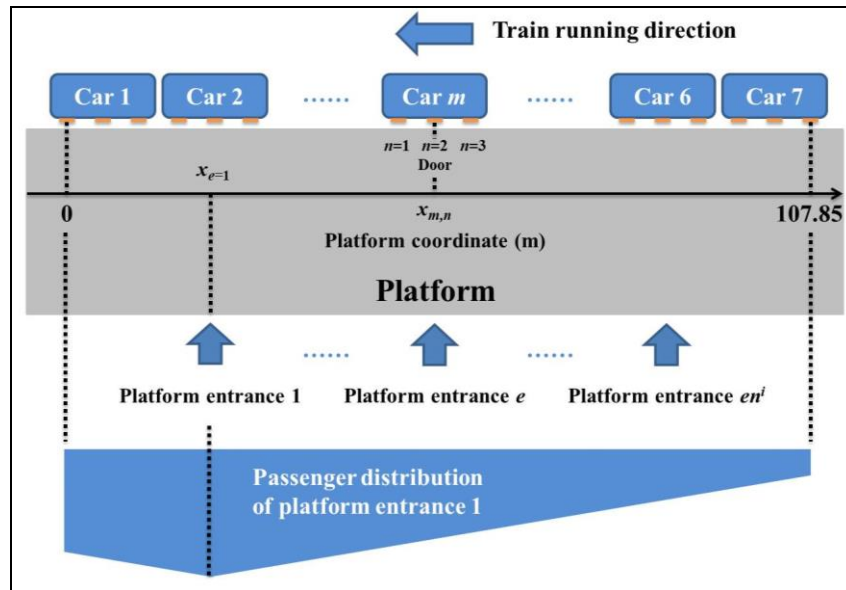 Train running direction
Car 1 Car 2 ...... Car m ...... Car 6 Car 7
n=1 n=2 n=3
Door
x_{e=1}
0 x_{m,n} 107.85
Platform coordinate (m)
Platform
...... ......
Platform entrance 1 Platform entrance e Platform entrance en^i
Passenger distribution
of platform entrance 1